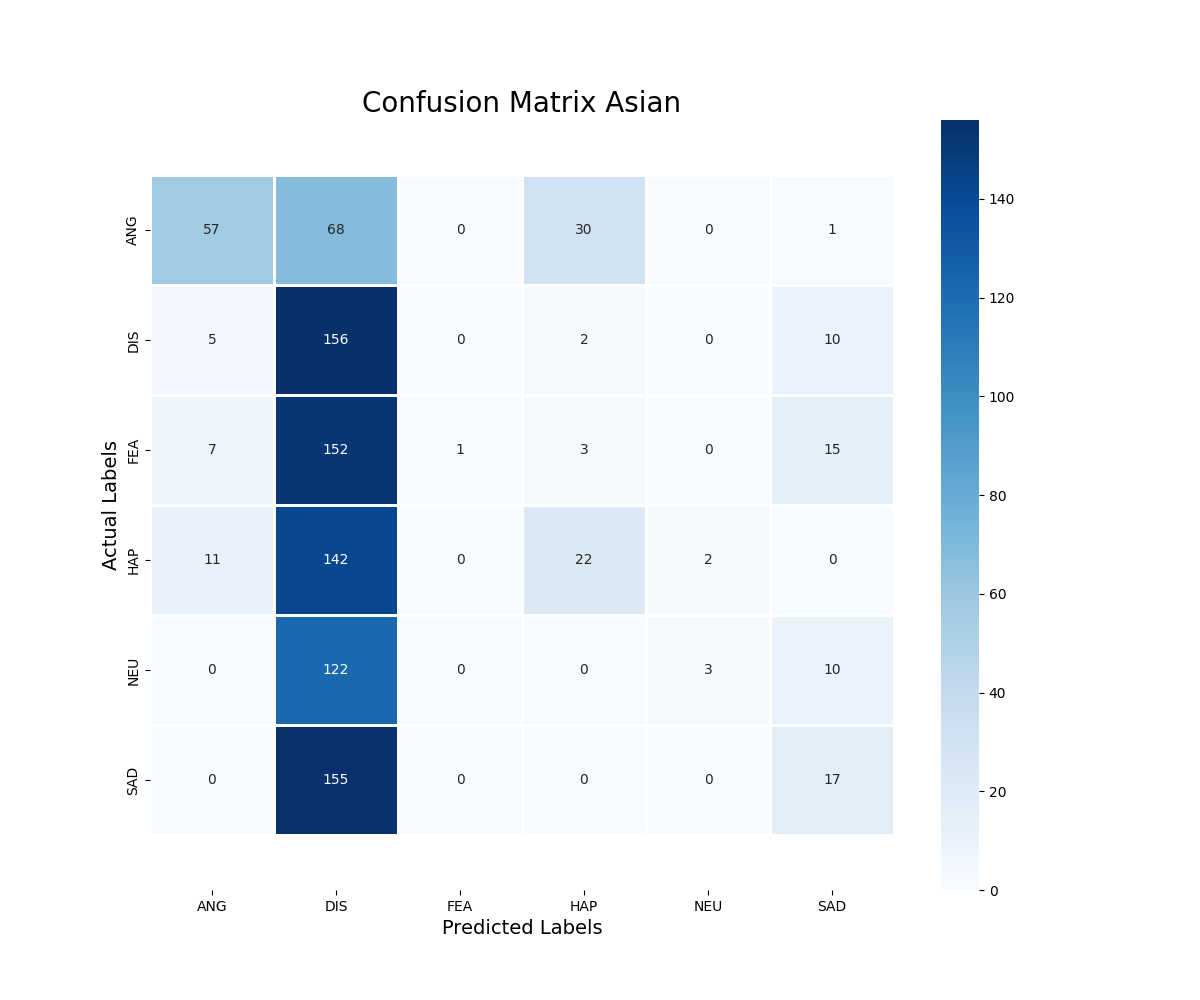 Confusion Matrix Asian
ANG 57 68 0 30 0 1
DIS 5 156 0 2 0 10
FEA 7 152 1 3 0 15
HAP 11 142 0 22 2 0
NEU 0 122 0 0 3 10
SAD 0 155 0 0 0 17
Actual Labels
ANG DIS FEA HAP NEU SAD
Predicted Labels
140
120
100
80
60
40
20
0